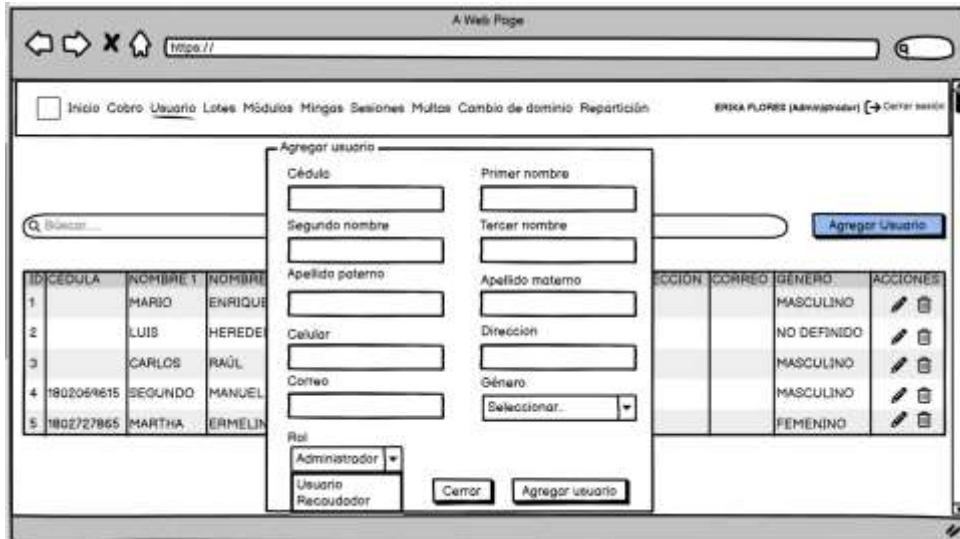 A Web Page
https://
Inicio Cobro Usuario Lotes Módulos Mingas Sesiones Multas Cambio de dominio Repartición ERIKA FLORES (Administrador) Cerrar sesión
Agregar usuario
Cédula Primer nombre
Segundo nombre Tercer nombre
Búscar.... Agregar Usuario
Apellido paterno Apellido materno
ID CÉDULA NOMBRE 1 NOMBRE ECCIÓN CORREO GÉNERO ACCIONES
1 MARIO ENRIQUE MASCULINO
Celular Direccion
2 LUIS HEREDE NO DEFINIDO
3 CARLOS RAÚL MASCULINO
Correo Género
Seleccionar..
4 1802069615 SEGUNDO MANUEL MASCULINO
5 1802727865 MARTHA ERMELIN FEMENINO
Rol
Administrador
Usuario
Recaudador
Cerrar Agregar usuario